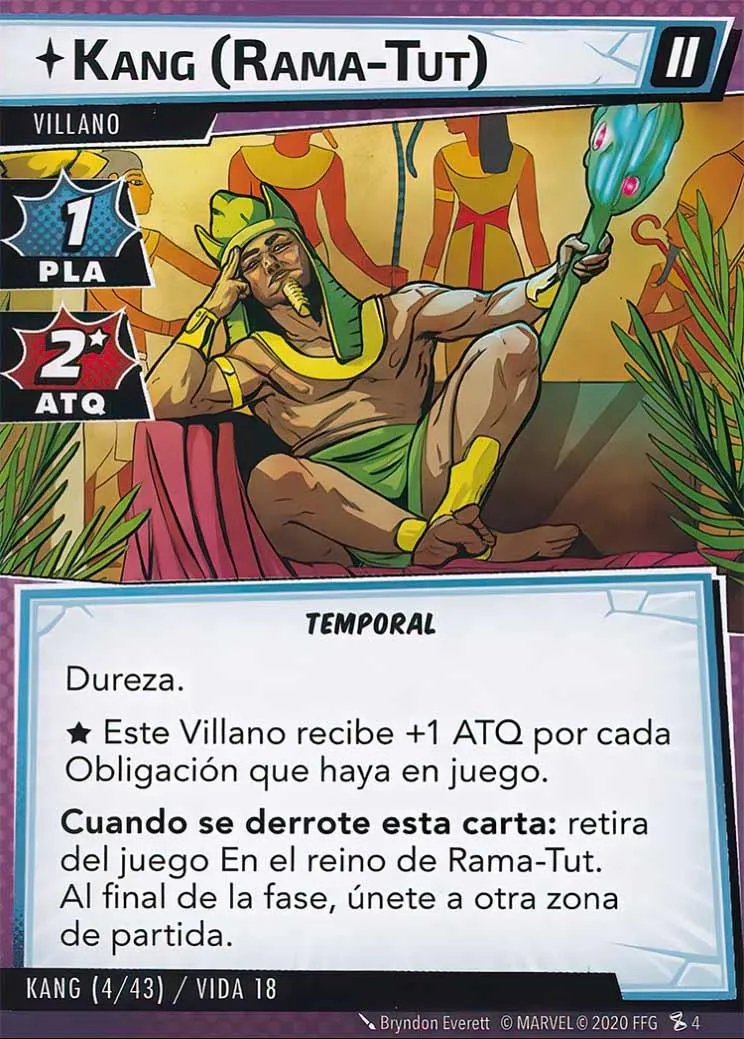 KANG (RAMA-TUT)
II
VILLANO
1
PLA
2★
ATQ
TEMPORAL
Dureza.
★ Este Villano recibe +1 ATQ por cada
Obligación que haya en juego.
Cuando se derrote esta carta: retira
del juego En el reino de Rama-Tut.
Al final de la fase, únete a otra zona
de partida.
KANG (4/43) / VIDA 18
Bryndon Everett © MARVEL © 2020 FFG 4